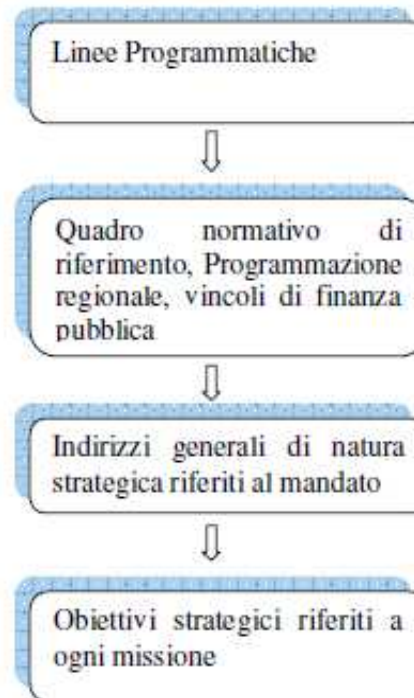 Linee Programmatiche
Quadro normativo di
riferimento, Programmazione
regionale, vincoli di finanza
pubblica
Indirizzi generali di natura
strategica riferiti al mandato
Obiettivi strategici riferiti a
ogni missione